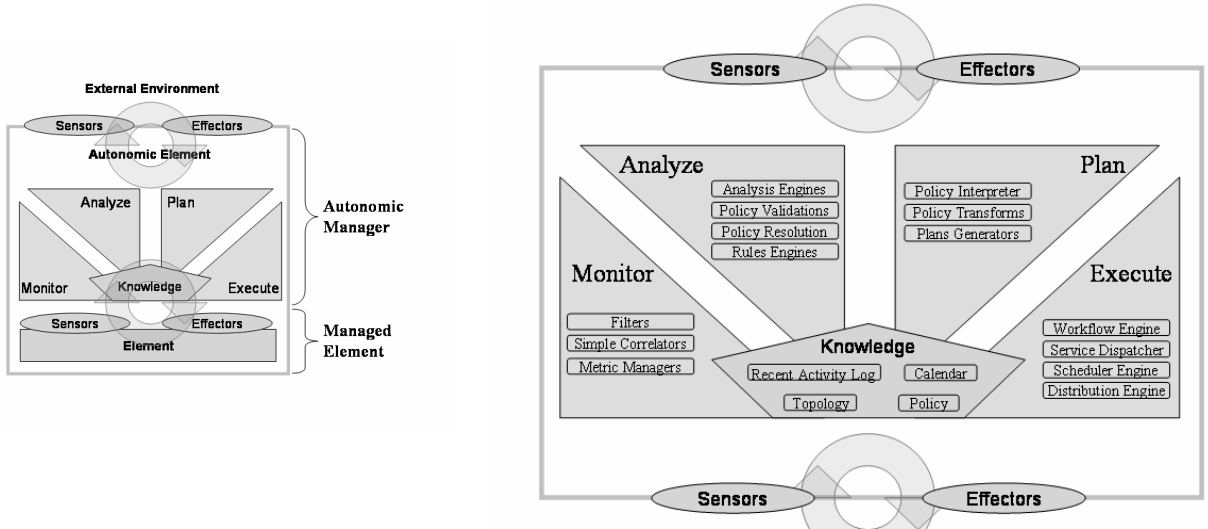 External Environment
Sensors
Effectors
Autonomic Element
Analyze
Plan
Monitor
Knowledge
Execute
Sensors
Effectors
Element
Autonomic
Manager
Managed
Element
Sensors
Effectors
Analyze
Analysis Engines
Policy Validations
Policy Resolution
Rules Engines
Plan
Policy Interpreter
Policy Transforms
Plans Generators
Monitor
Filters
Simple Correlators
Metric Managers
Execute
Workflow Engine
Service Dispatcher
Scheduler Engine
Distribution Engine
Knowledge
Recent Activity Log
Calendar
Topology
Policy
Sensors
Effectors